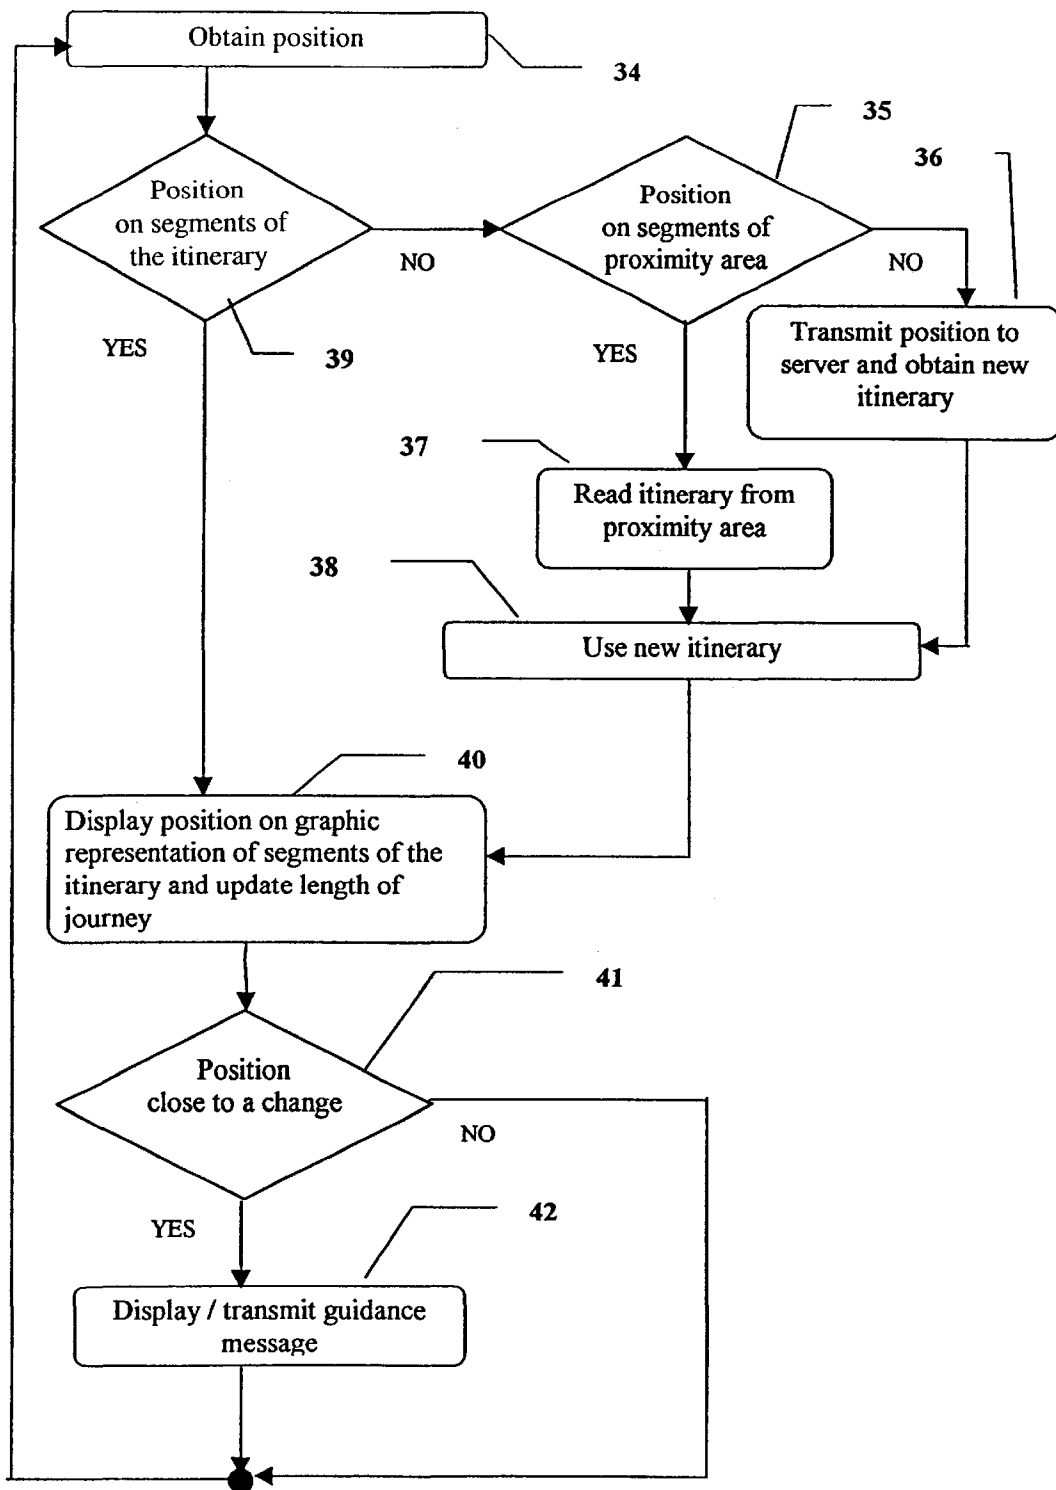 Obtain position
34
35
36
Position
on segments of
the itinerary
Position
on segments of
proximity area
NO
NO
YES
39
YES
Transmit position to
server and obtain new
itinerary
37
Read itinerary from
proximity area
38
Use new itinerary
40
Display position on graphic
representation of segments of the
itinerary and update length of
journey
41
Position
close to a change
NO
YES
42
Display / transmit guidance
message